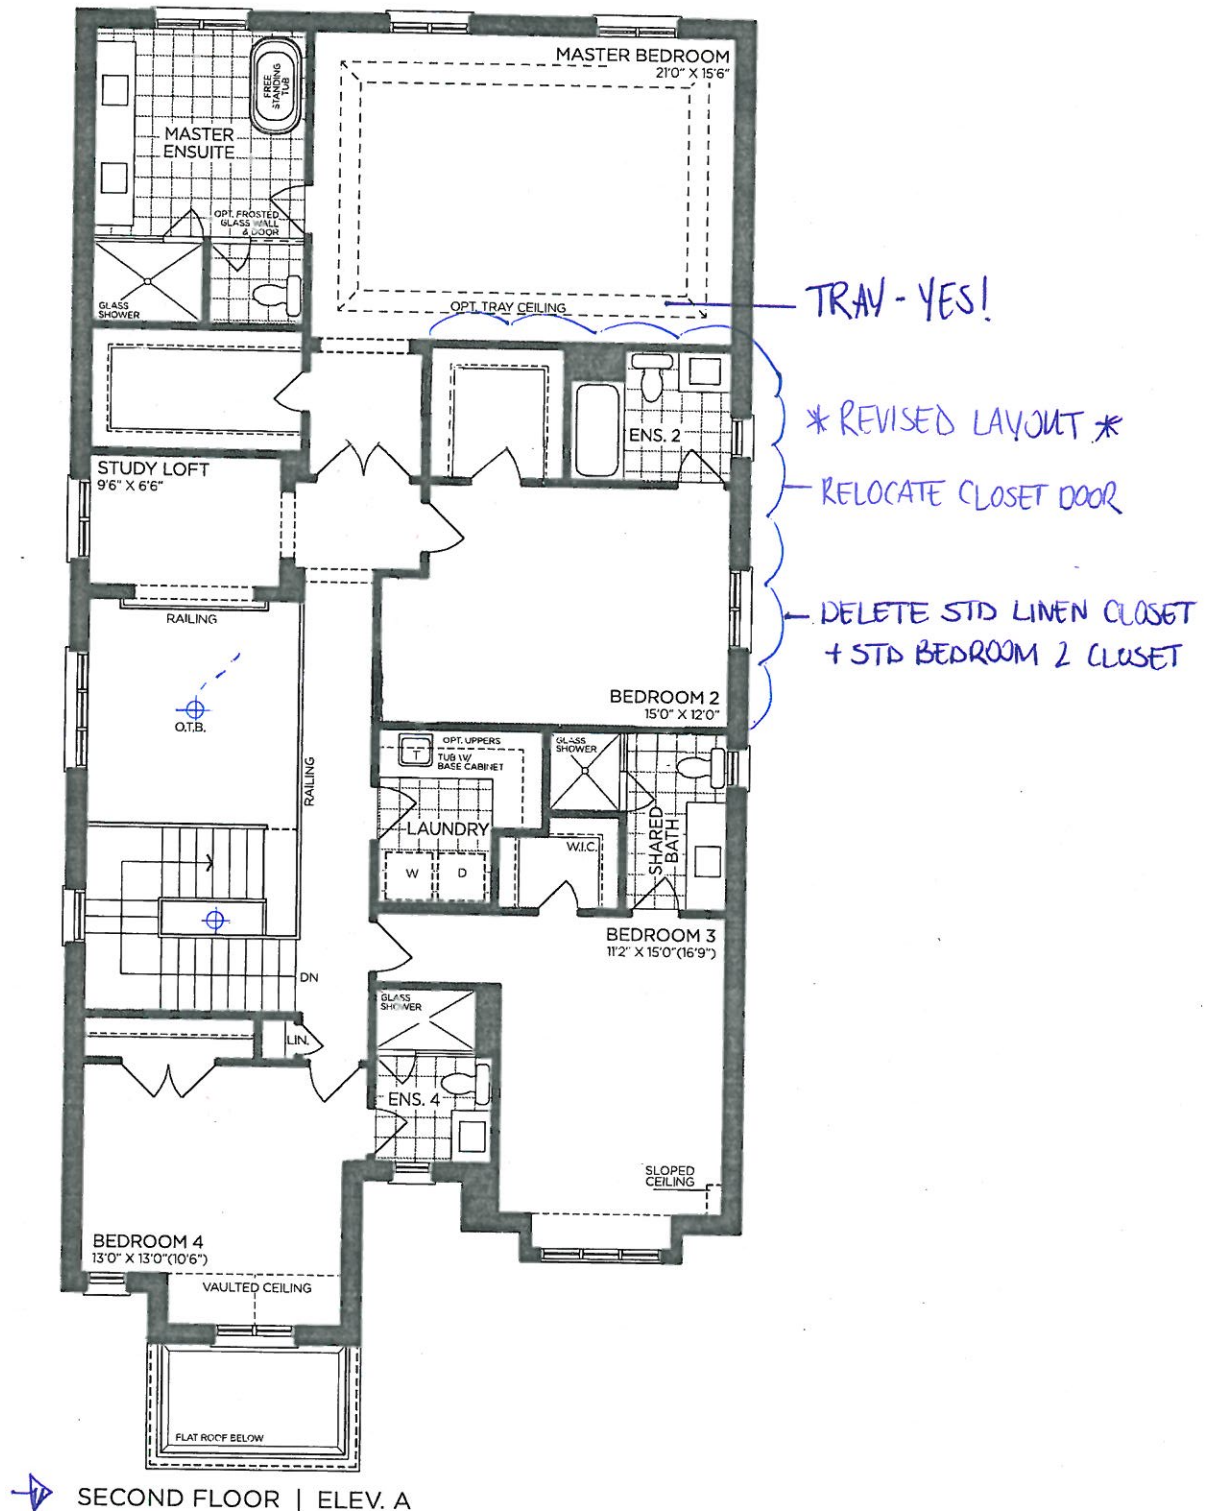 MASTER BEDROOM
21'0" X 15'6"
FREE
STANDING
TUB
MASTER
ENSUITE
OPT. FROSTED
GLASS WALL
& DOOR
GLASS
SHOWER
OPT. TRAY CEILING
TRAY - YES!
* REVISED LAYOUT *
ENS. 2
STUDY LOFT
9'6" X 6'6"
RELOCATE CLOSET DOOR
RAILING
DELETE STD LINEN CLOSET
+ STD BEDROOM 2 CLOSET
BEDROOM 2
15'0" X 12'0"
O.T.B.
RAILING
OPT. UPPERS
T
TUB W/
BASE CABINET
GLASS
SHOWER
LAUNDRY
W.I.C.
SHARED
BATH
W
D
BEDROOM 3
11'2" X 15'0"(16'9")
DN
GLASS
SHOWER
LIN.
ENS. 4
SLOPED
CEILING
BEDROOM 4
13'0" X 13'0"(10'6")
VAULTED CEILING
FLAT ROOF BELOW
SECOND FLOOR | ELEV. A